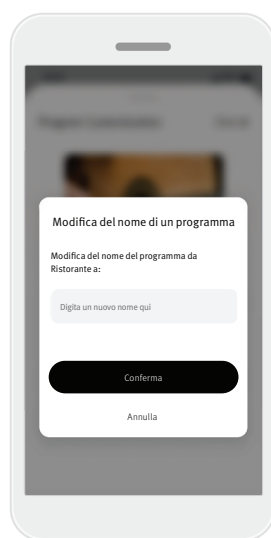 Modifica del nome di un programma
Modifica del nome del programma da
Ristorante a:
Digita un nuovo nome qui
Conferma
Annulla